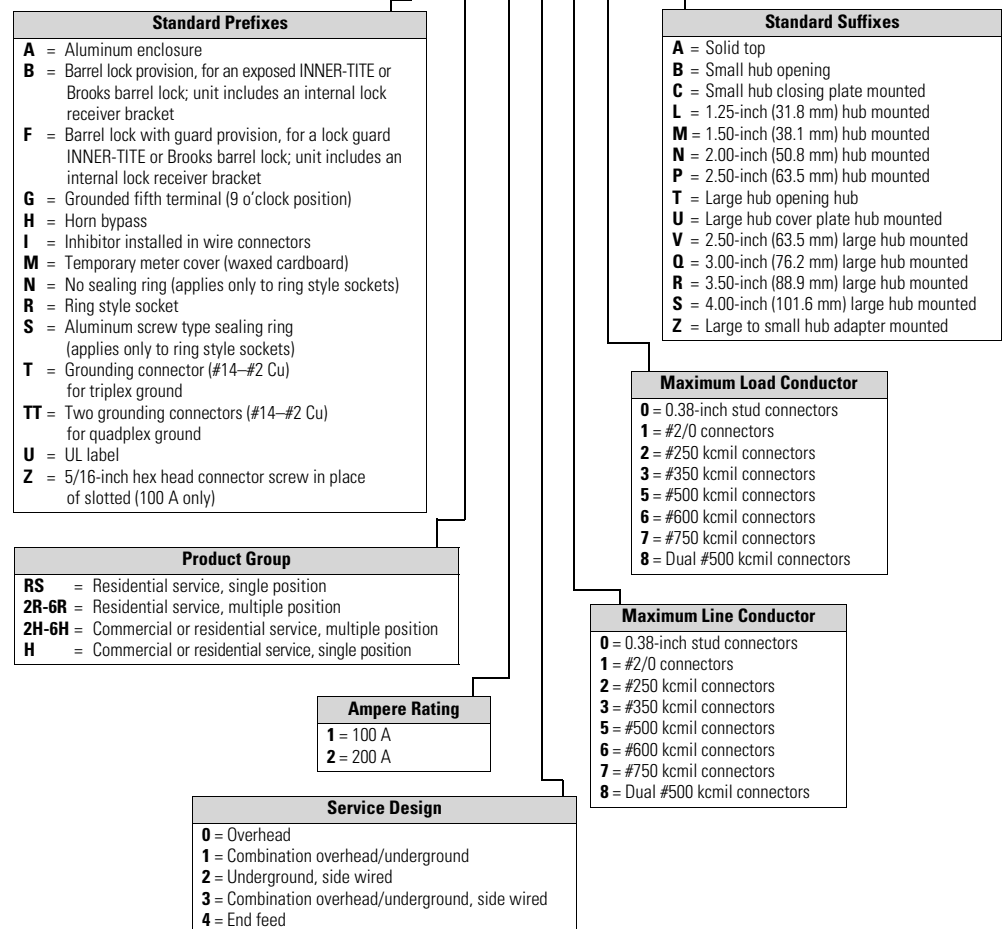 Standard Prefixes
A = Aluminum enclosure
B = Barrel lock provision, for an exposed INNER-TITE or
Brooks barrel lock; unit includes an internal lock
receiver bracket
F = Barrel lock with guard provision, for a lock guard
INNER-TITE or Brooks barrel lock; unit includes an
internal lock receiver bracket
G = Grounded fifth terminal (9 o'clock position)
H = Horn bypass
I = Inhibitor installed in wire connectors
M = Temporary meter cover (waxed cardboard)
N = No sealing ring (applies only to ring style sockets)
R = Ring style socket
S = Aluminum screw type sealing ring
(applies only to ring style sockets)
T = Grounding connector (#14–#2 Cu)
for triplex ground
TT = Two grounding connectors (#14–#2 Cu)
for quadplex ground
U = UL label
Z = 5/16-inch hex head connector screw in place
of slotted (100 A only)
Standard Suffixes
A = Solid top
B = Small hub opening
C = Small hub closing plate mounted
L = 1.25-inch (31.8 mm) hub mounted
M = 1.50-inch (38.1 mm) hub mounted
N = 2.00-inch (50.8 mm) hub mounted
P = 2.50-inch (63.5 mm) hub mounted
T = Large hub opening hub
U = Large hub cover plate hub mounted
V = 2.50-inch (63.5 mm) large hub mounted
Q = 3.00-inch (76.2 mm) large hub mounted
R = 3.50-inch (88.9 mm) large hub mounted
S = 4.00-inch (101.6 mm) large hub mounted
Z = Large to small hub adapter mounted
Maximum Load Conductor
0 = 0.38-inch stud connectors
1 = #2/0 connectors
2 = #250 kcmil connectors
3 = #350 kcmil connectors
5 = #500 kcmil connectors
6 = #600 kcmil connectors
7 = #750 kcmil connectors
8 = Dual #500 kcmil connectors
Product Group
RS = Residential service, single position
2R-6R = Residential service, multiple position
2H-6H = Commercial or residential service, multiple position
H = Commercial or residential service, single position
Maximum Line Conductor
0 = 0.38-inch stud connectors
1 = #2/0 connectors
2 = #250 kcmil connectors
3 = #350 kcmil connectors
5 = #500 kcmil connectors
6 = #600 kcmil connectors
7 = #750 kcmil connectors
8 = Dual #500 kcmil connectors
Ampere Rating
1 = 100 A
2 = 200 A
Service Design
0 = Overhead
1 = Combination overhead/underground
2 = Underground, side wired
3 = Combination overhead/underground, side wired
4 = End feed